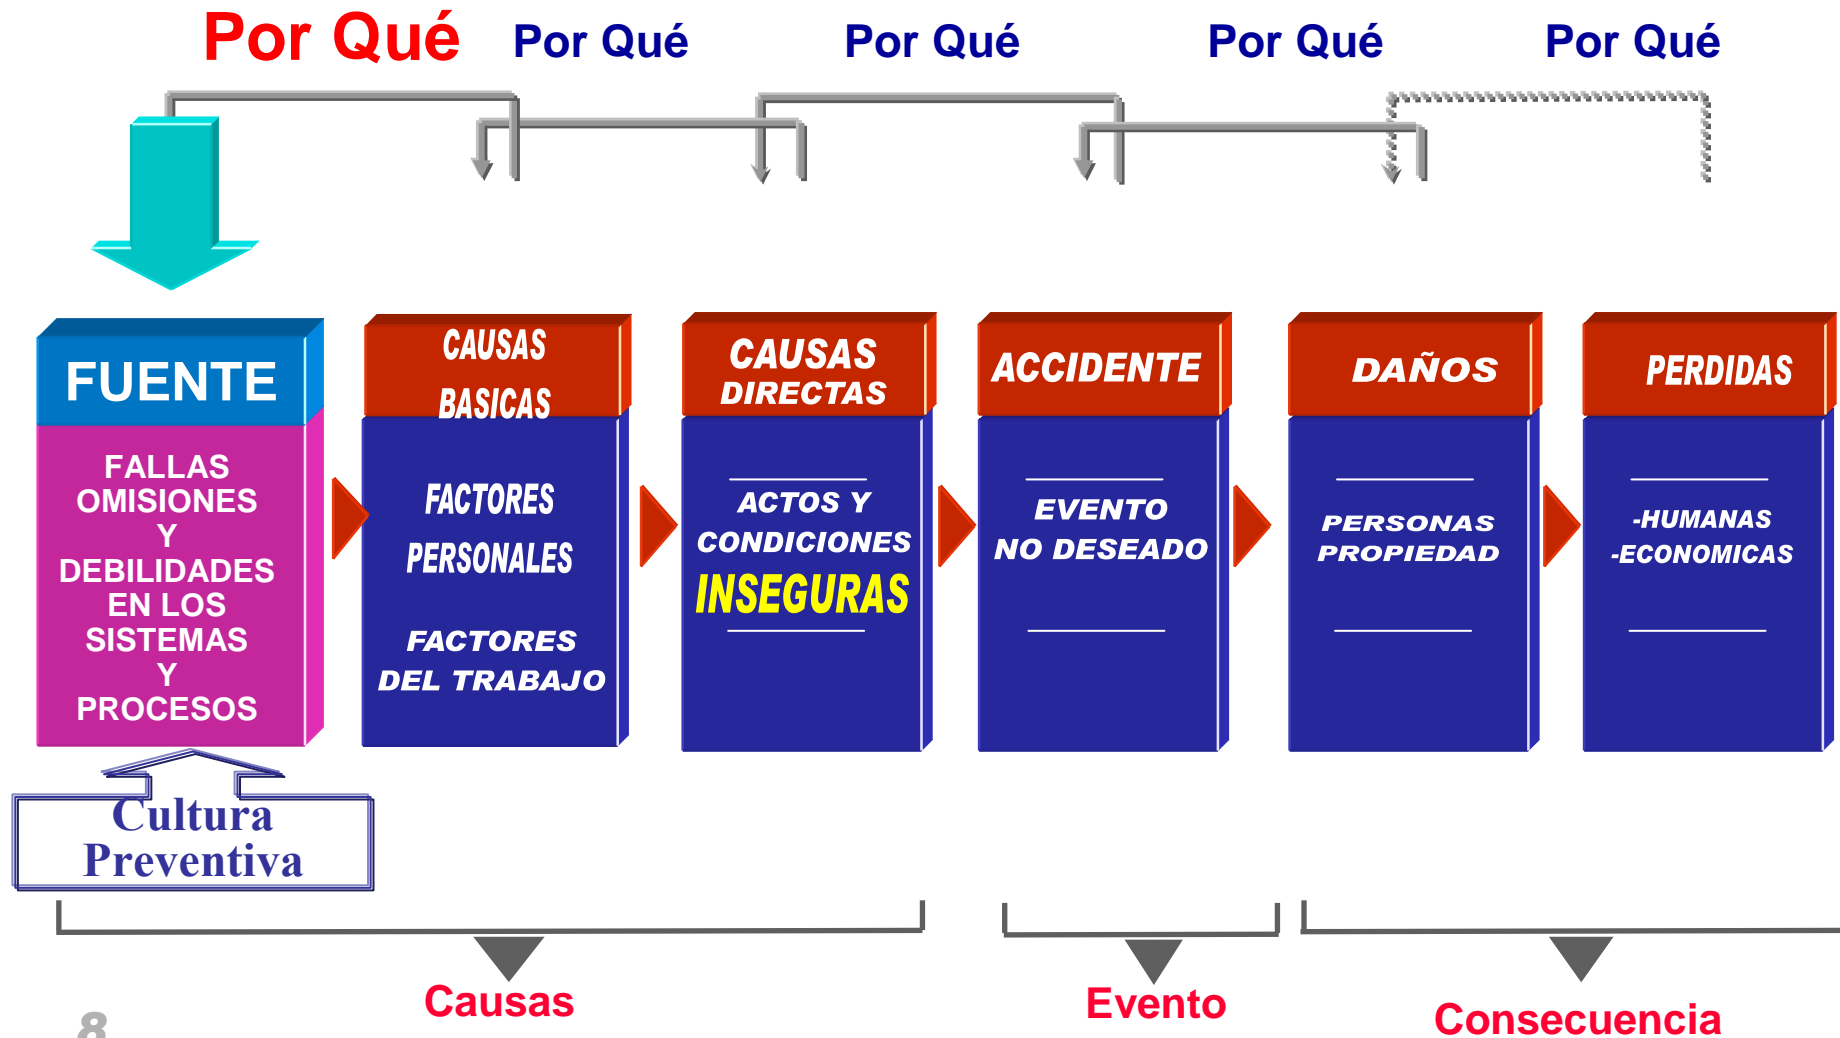 Por Qué
Por Qué
Por Qué
Por Qué
Por Qué
FUENTE
FALLAS
OMISIONES
Y
DEBILIDADES
EN LOS
SISTEMAS
Y
PROCESOS
Cultura
Preventiva
CAUSAS
BASICAS
FACTORES
PERSONALES
FACTORES
DEL TRABAJO
CAUSAS
DIRECTAS
ACTOS Y
CONDICIONES
INSEGURAS
ACCIDENTE
EVENTO
NO DESEADO
DAÑOS
PERSONAS
PROPIEDAD
PERDIDAS
-HUMANAS
-ECONOMICAS
Causas
Evento
Consecuencia
8